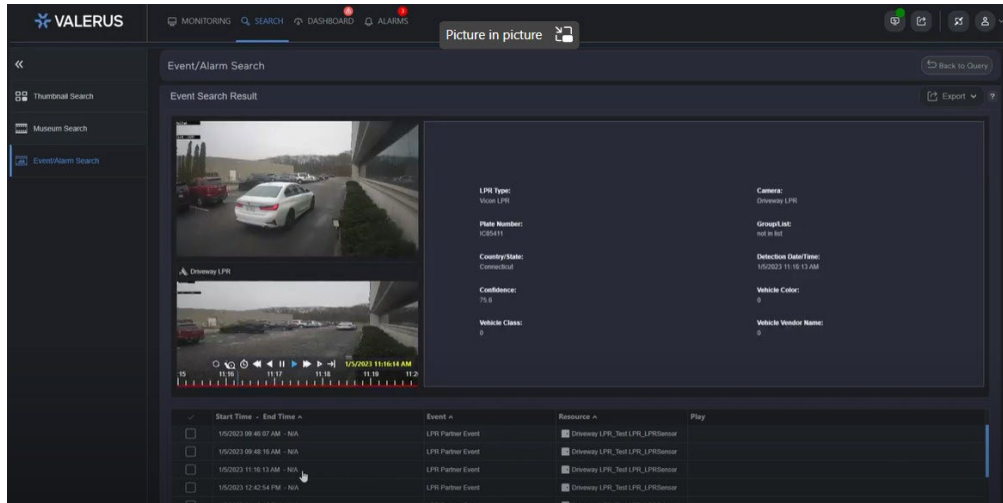 VALERUS
MONITORING SEARCH DASHBOARD ALARMS
Picture in picture
Event/Alarm Search
Back to Query
Thumbnail Search
Event Search Result
Export
?
Museum Search
Event/Alarm Search
LPR Type:
Vicon LPR
Camera:
Driveway LPR
Plate Number:
IC85411
Group/List:
not in list
Country/State:
Connecticut
Detection Date/Time:
1/5/2023 11:16:13 AM
Driveway LPR
Confidence:
75.8
Vehicle Color:
0
Vehicle Class:
0
Vehicle Vendor Name:
0
1/5/2023 11:16:14 AM
:15 11:16 11:17 11:18 11:19 11:2
Start Time - End Time Event Resource Play
1/5/2023 09:46:07 AM - N/A LPR Partner Event Driveway LPR_Test LPR_LPRSensor
1/5/2023 09:48:16 AM - N/A LPR Partner Event Driveway LPR_Test LPR_LPRSensor
1/5/2023 11:16:13 AM - N/A LPR Partner Event Driveway LPR_Test LPR_LPRSensor
1/5/2023 12:42:54 PM - N/A LPR Partner Event Driveway LPR_Test LPR_LPRSensor